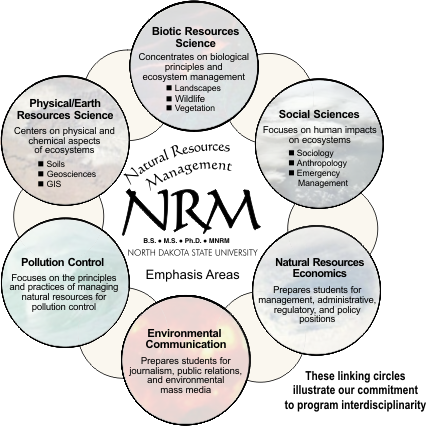 Biotic Resources
Science
Concentrates on biological
principles and
ecosystem management
■ Landscapes
■ Wildlife
■ Vegetation
Physical/Earth
Resources Science
Centers on physical and
chemical aspects
of ecosystems
■ Soils
■ Geosciences
■ GIS
Social Sciences
Focuses on human impacts
on ecosystems
■ Sociology
■ Anthropology
■ Emergency
Management
Natural Resources
Management
NRM
B.S. ● M.S. ● Ph.D. ● MNRM
NORTH DAKOTA STATE UNIVERSITY
Emphasis Areas
Pollution Control
Focuses on the principles
and practices of managing
natural resources for
pollution control
Natural Resources
Economics
Prepares students for
management, administrative,
regulatory, and policy
positions
Environmental
Communication
Prepares students for
journalism, public relations,
and environmental
mass media
These linking circles
illustrate our commitment
to program interdisciplinarity